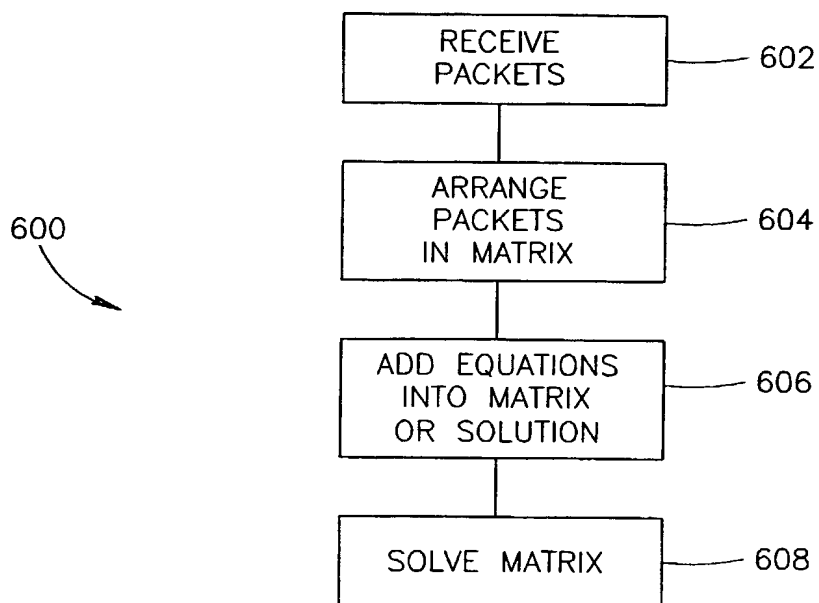 RECEIVE
PACKETS
602
ARRANGE
PACKETS
IN MATRIX
604
600
ADD EQUATIONS
INTO MATRIX
OR SOLUTION
606
SOLVE MATRIX
608